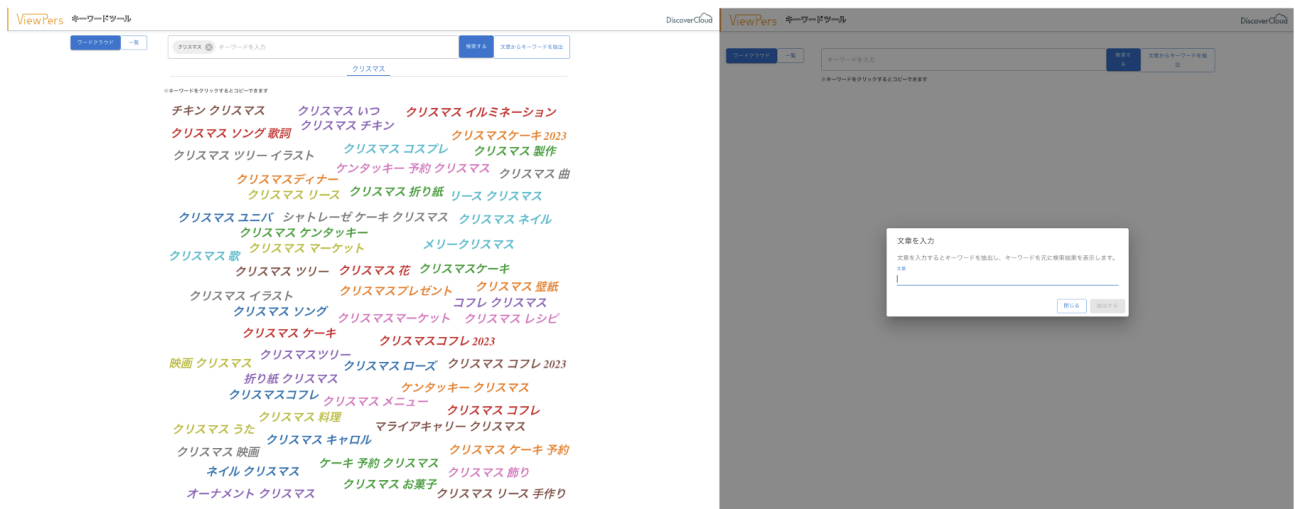 ViewPers キーワードツール
DiscoverCloud
ワードクラウド 一覧
クリスマス キーワードを入力 検索する 文章からキーワードを抽出
クリスマス
※キーワードをクリックするとコピーできます
チキン クリスマス クリスマス いつ クリスマス イルミネーション
クリスマス ソング 歌詞 クリスマス チキン
クリスマスケーキ 2023
クリスマス ツリー イラスト クリスマス コスプレ クリスマス 製作
ケンタッキー 予約 クリスマス クリスマス 曲
クリスマスディナー
クリスマス リース クリスマス 折り紙 リース クリスマス
クリスマス ユニバ シャトレーゼ ケーキ クリスマス クリスマス ネイル
クリスマス ケンタッキー
クリスマス 歌 クリスマス マーケット メリークリスマス
クリスマス ツリー クリスマス 花 クリスマスケーキ
クリスマス イラスト クリスマスプレゼント クリスマス 壁紙
コフレ クリスマス
クリスマス ソング クリスマスマーケット クリスマス レシピ
クリスマス ケーキ クリスマスコフレ 2023
映画 クリスマス クリスマスツリー クリスマス ローズ クリスマス コフレ 2023
折り紙 クリスマス ケンタッキー クリスマス
クリスマスコフレ クリスマス メニュー
クリスマス 料理 クリスマス コフレ
クリスマス うた マライアキャリー クリスマス
クリスマス キャロル
クリスマス 映画 クリスマス ケーキ 予約
ケーキ 予約 クリスマス
ネイル クリスマス クリスマス 飾り
クリスマス お菓子
オーナメント クリスマス クリスマス リース 手作り
ViewPers キーワードツール
DiscoverCloud
ワードクラウド 一覧
キーワードを入力
検索す
る
文章からキーワードを抽
出
※キーワードをクリックするとコピーできます
文章を入力
文章を入力するとキーワードを抽出し、キーワードを元に検索結果を表示します。
文章
閉じる 抽出する